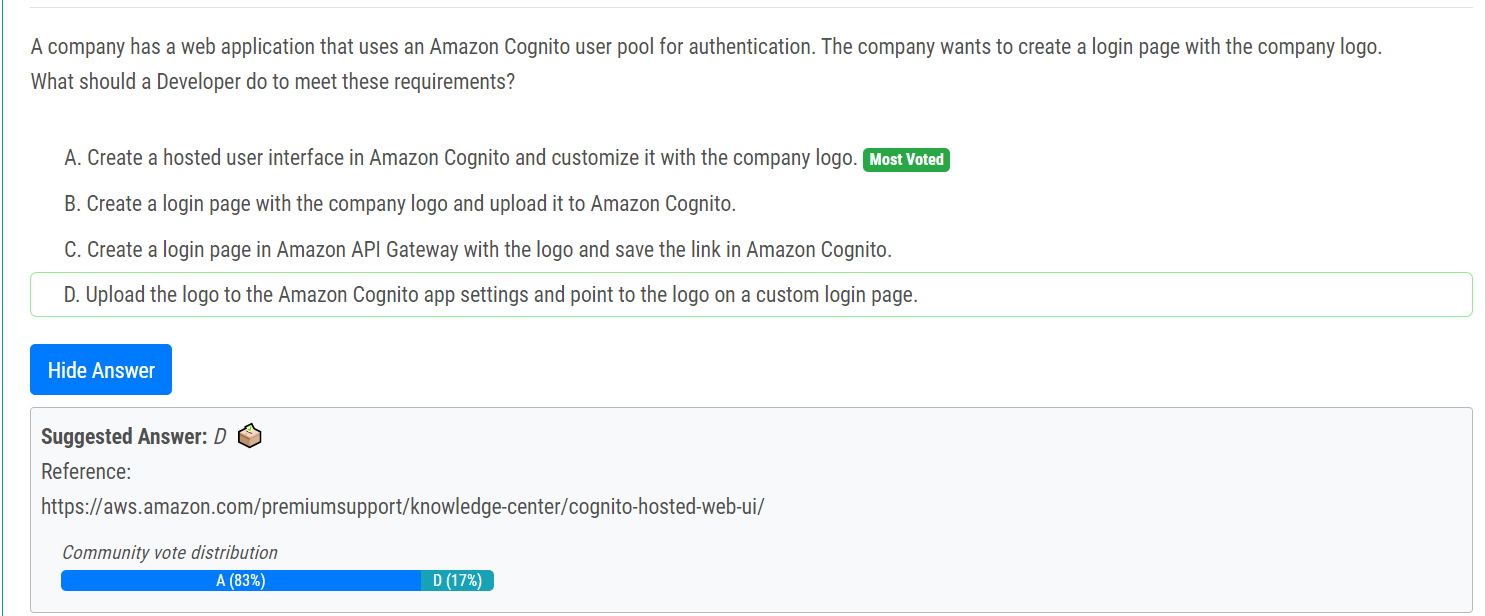 A company has a web application that uses an Amazon Cognito user pool for authentication. The company wants to create a login page with the company logo.
What should a Developer do to meet these requirements?
A. Create a hosted user interface in Amazon Cognito and customize it with the company logo. Most Voted
B. Create a login page with the company logo and upload it to Amazon Cognito.
C. Create a login page in Amazon API Gateway with the logo and save the link in Amazon Cognito.
D. Upload the logo to the Amazon Cognito app settings and point to the logo on a custom login page.
Hide Answer
Suggested Answer: D
Reference:
https://aws.amazon.com/premiumsupport/knowledge-center/cognito-hosted-web-ui/
Community vote distribution
A (83%) D (17%)